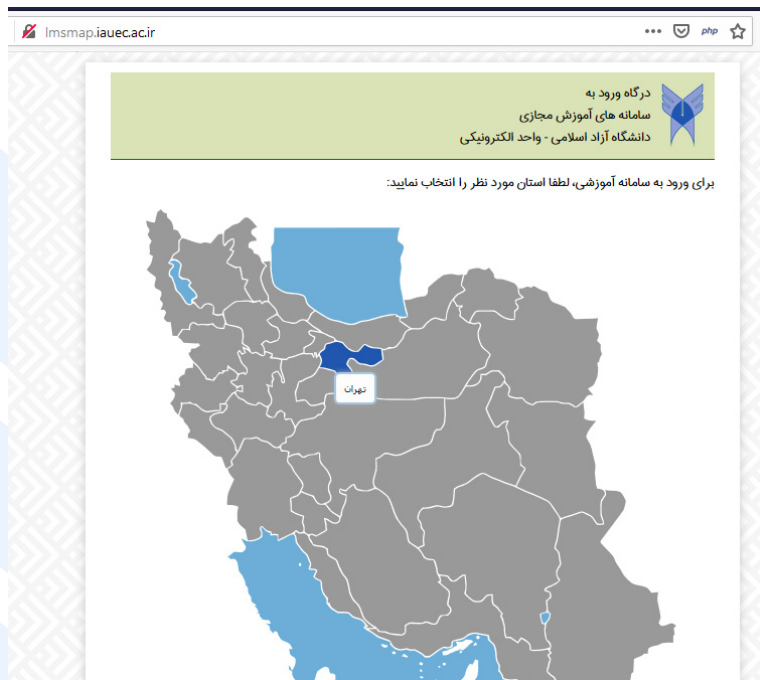 lmsmap.iauec.ac.ir
php
درگاه ورود به
سامانه های آموزش مجازی
دانشگاه آزاد اسلامی - واحد الکترونیکی
برای ورود به سامانه آموزشی، لطفا استان مورد نظر را انتخاب نمایید:
تهران